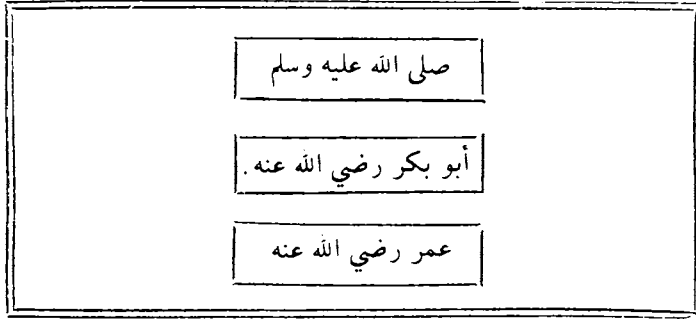 صلى الله عليه وسلم
أبو بكر رضي الله عنه.
عمر رضي الله عنه